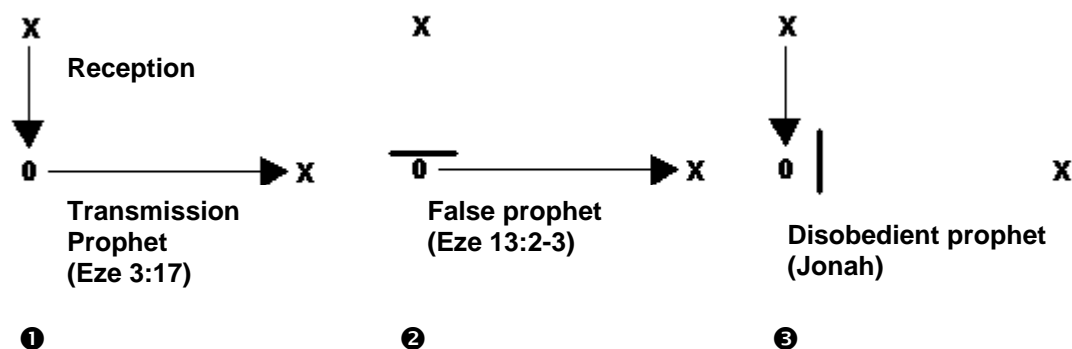 X X X
Reception
0 X 0 X 0 X
Transmission
Prophet
(Eze 3:17)
False prophet
(Eze 13:2-3)
Disobedient prophet
(Jonah)
❶ ❷ ❸